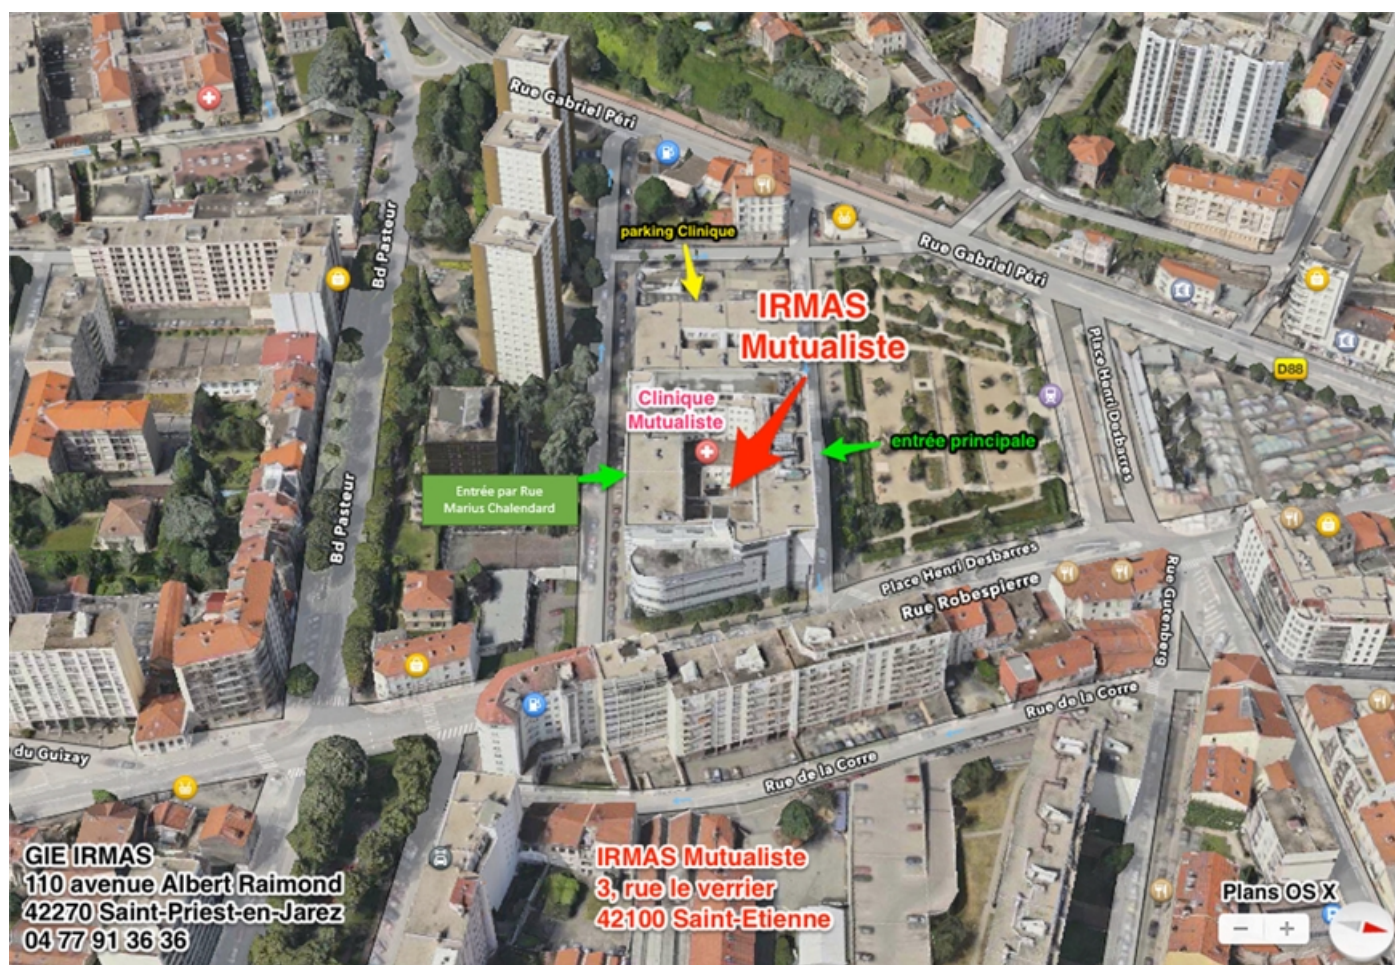 Rue Gabriel Péri
Bd Pasteur
parking Clinique
Rue Gabriel Péri
IRMAS
Mutualiste
Place Henri Desbarres
D88
Clinique
Mutualiste
entrée principale
Entrée par Rue
Marius Chalendard
Bd Pasteur
Place Henri Desbarres
Rue Robespierre
Rue Gutenberg
Rue de la Corre
du Guizay
Rue de la Corre
GIE IRMAS
110 avenue Albert Raimond
42270 Saint-Priest-en-Jarez
04 77 91 36 36
IRMAS Mutualiste
3, rue le verrier
42100 Saint-Etienne
Plans OS X